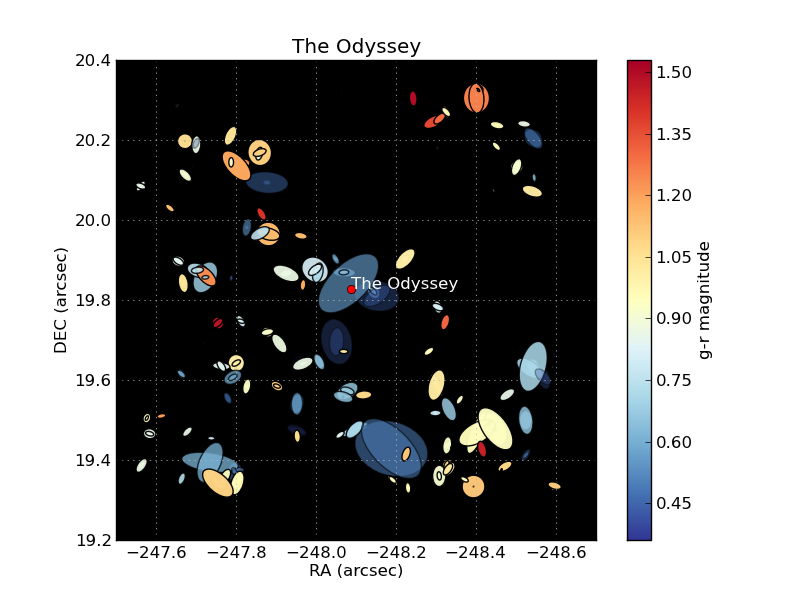 The Odyssey
20.4
20.2
20.0
19.8
19.6
19.4
19.2
DEC (arcsec)
The Odyssey
−247.6 −247.8 −248.0 −248.2 −248.4 −248.6
RA (arcsec)
1.50
1.35
1.20
1.05
0.90
0.75
0.60
0.45
g-r magnitude